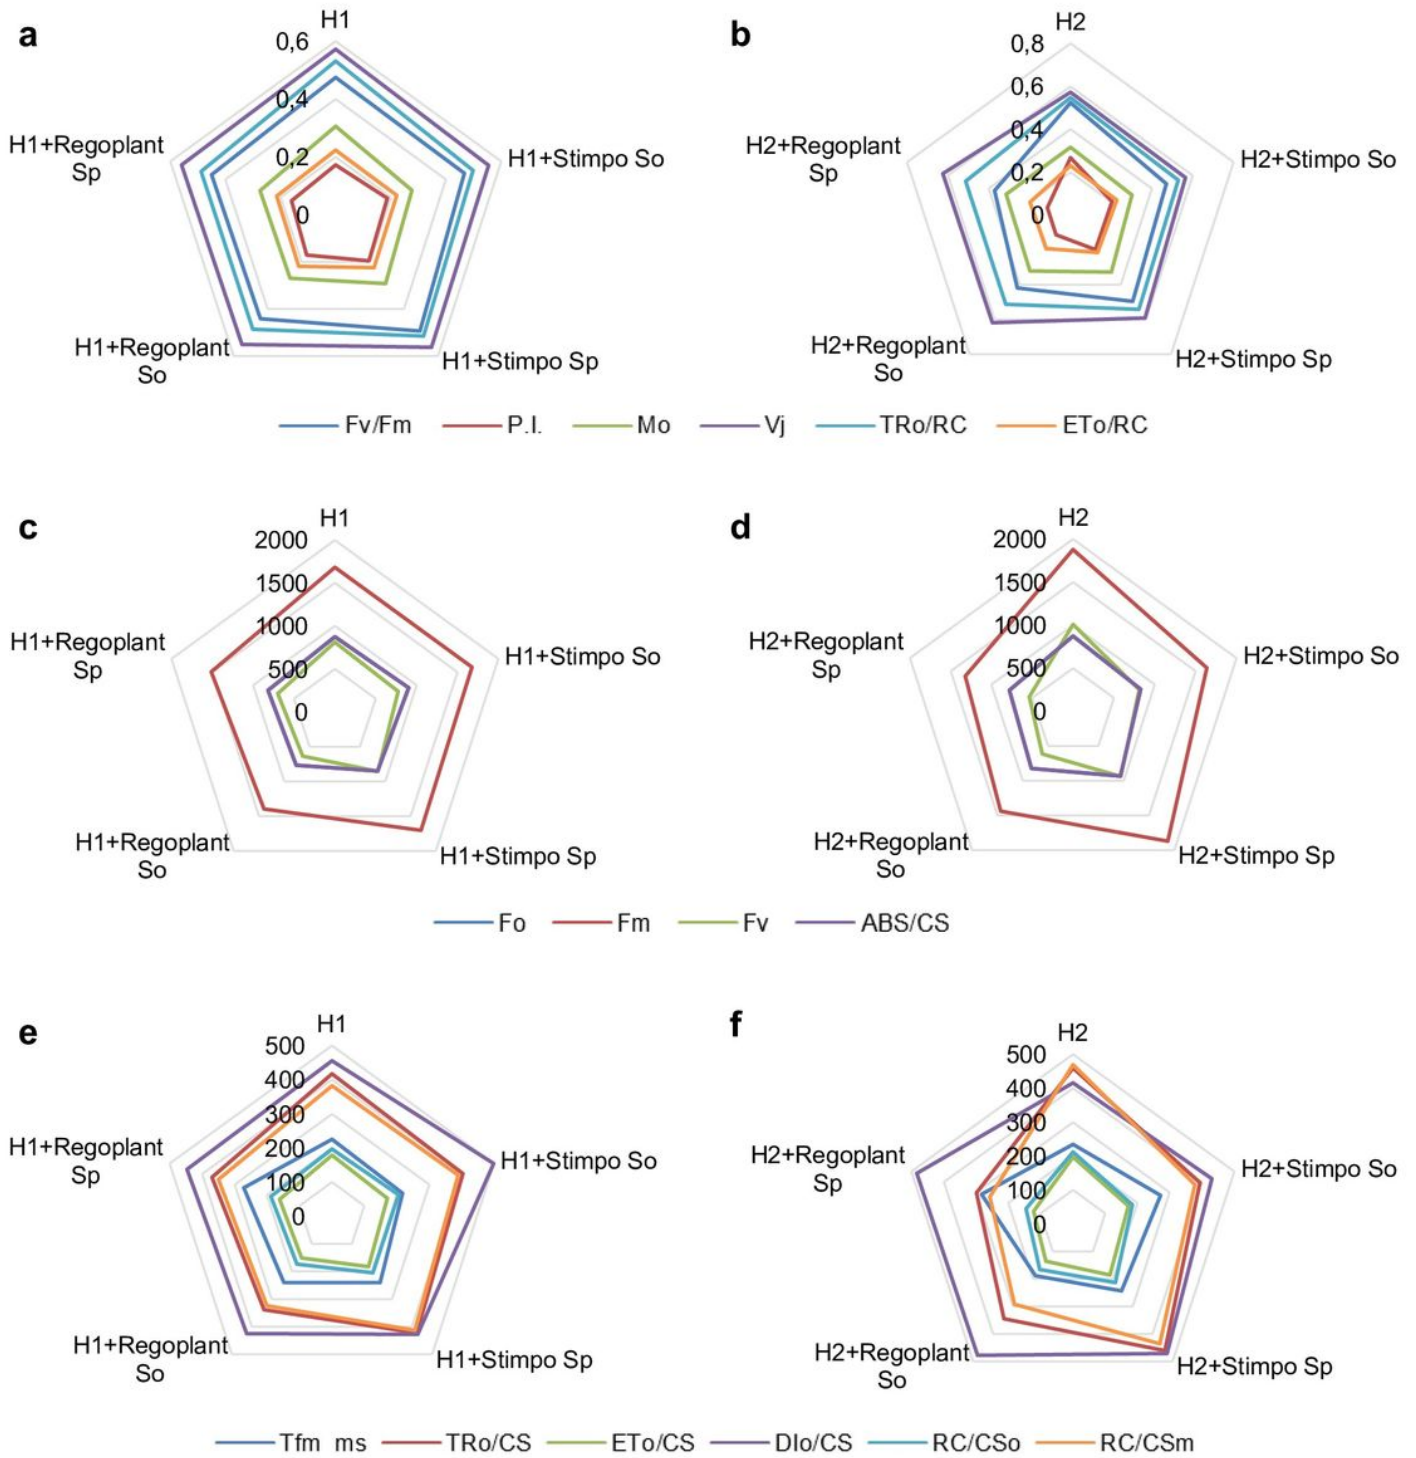 a
H1
0,6
0,4
0,2
0
H1+Stimpo So
H1+Stimpo Sp
H1+Regoplant
So
H1+Regoplant
Sp
b
H2
0,8
0,6
0,4
0,2
0
H2+Stimpo So
H2+Stimpo Sp
H2+Regoplant
So
H2+Regoplant
Sp
Fv/Fm P.I. Mo Vj TRo/RC ETo/RC
c
H1
2000
1500
1000
500
0
H1+Stimpo So
H1+Stimpo Sp
H1+Regoplant
So
H1+Regoplant
Sp
d
H2
2000
1500
1000
500
0
H2+Stimpo So
H2+Stimpo Sp
H2+Regoplant
So
H2+Regoplant
Sp
Fo Fm Fv ABS/CS
e
H1
500
400
300
200
100
0
H1+Stimpo So
H1+Stimpo Sp
H1+Regoplant
So
H1+Regoplant
Sp
f
H2
500
400
300
200
100
0
H2+Stimpo So
H2+Stimpo Sp
H2+Regoplant
So
H2+Regoplant
Sp
Tfm ms TRo/CS ETo/CS DIo/CS RC/CSo RC/CSm